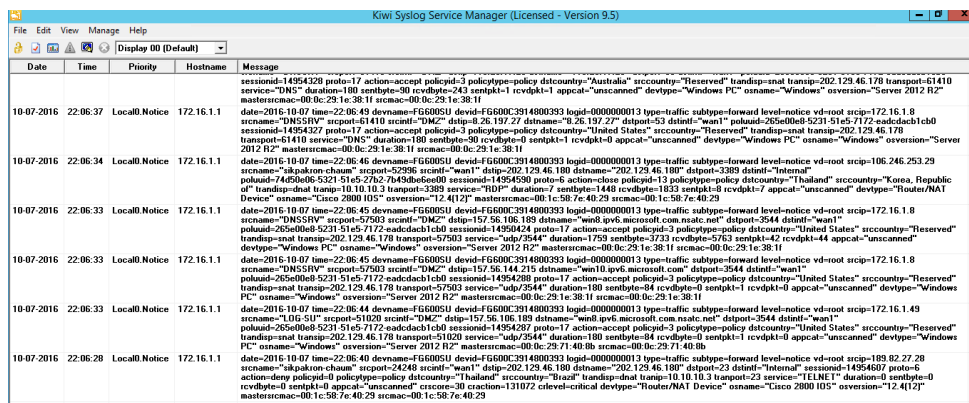 Kiwi Syslog Service Manager (Licensed - Version 9.5)
File Edit View Manage Help
Display 00 (Default)
Date Time Priority Hostname Message
sessionid=14954328 proto=17 action=accept policyid=3 policytype=policy dstcountry="Australia" srccountry="Reserved" trandisp=snat transip=202.129.46.178 transport=61410
service="DNS" duration=180 sentbyte=90 rcvdbyte=243 sentpkt=1 rcvdpkt=1 appcat="unscanned" devtype="Windows PC" osname="Windows" osversion="Server 2012 R2"
mastersrcmac=00:0c:29:1e:38:1f srcmac=00:0c:29:1e:38:1f
10-07-2016 22:06:37 Local0.Notice 172.16.1.1 date=2016-10-07 time=22:06:49 devname=FG600SU devid=FG600C3914800393 logid=0000000013 type=traffic subtype=forward level=notice vd=root srcip=172.16.1.8
srcname="DNSSRV" srcport=61410 srcintf="DMZ" dstip=8.26.197.27 dstname="8.26.197.27" dstport=53 dstintf="wan1" poluuid=265e00e8-5231-51e5-7172-eadcdacb1cb0
sessionid=14954327 proto=17 action=accept policyid=3 policytype=policy dstcountry="United States" srccountry="Reserved" trandisp=snat transip=202.129.46.178
transport=61410 service="DNS" duration=180 sentbyte=90 rcvdbyte=0 sentpkt=1 rcvdpkt=0 appcat="unscanned" devtype="Windows PC" osname="Windows" osversion="Server
2012 R2" mastersrcmac=00:0c:29:1e:38:1f srcmac=00:0c:29:1e:38:1f
10-07-2016 22:06:34 Local0.Notice 172.16.1.1 date=2016-10-07 time=22:06:46 devname=FG600SU devid=FG600C3914800393 logid=0000000013 type=traffic subtype=forward level=notice vd=root srcip=106.246.253.29
srcname="sikpakron-chaum" srcport=52996 srcintf="wan1" dstip=202.129.46.180 dstname="202.129.46.180" dstport=3389 dstintf="Internal"
poluuid=74d50e06-5231-51e5-27b2-7b49dbe6ee00 sessionid=14954590 proto=6 action=close policyid=13 policytype=policy dstcountry="Thailand" srccountry="Korea, Republic
of" trandisp=dnat tranip=10.10.10.3 tranport=3389 service="RDP" duration=7 sentbyte=1448 rcvdbyte=1833 sentpkt=8 rcvdpkt=7 appcat="unscanned" devtype="Router/NAT
Device" osname="Cisco 2800 IOS" osversion="12.4(12)" mastersrcmac=00:1c:58:7e:40:29 srcmac=00:1c:58:7e:40:29
10-07-2016 22:06:33 Local0.Notice 172.16.1.1 date=2016-10-07 time=22:06:45 devname=FG600SU devid=FG600C3914800393 logid=0000000013 type=traffic subtype=forward level=notice vd=root srcip=172.16.1.8
srcname="DNSSRV" srcport=57503 srcintf="DMZ" dstip=157.56.106.189 dstname="win8.ipv6.microsoft.com.nsatc.net" dstport=3544 dstintf="wan1"
poluuid=265e00e8-5231-51e5-7172-eadcdacb1cb0 sessionid=14950424 proto=17 action=accept policyid=3 policytype=policy dstcountry="United States" srccountry="Reserved"
trandisp=snat transip=202.129.46.178 transport=57503 service="udp/3544" duration=1759 sentbyte=3733 rcvdbyte=5763 sentpkt=42 rcvdpkt=44 appcat="unscanned"
devtype="Windows PC" osname="Windows" osversion="Server 2012 R2" mastersrcmac=00:0c:29:1e:38:1f srcmac=00:0c:29:1e:38:1f
10-07-2016 22:06:33 Local0.Notice 172.16.1.1 date=2016-10-07 time=22:06:45 devname=FG600SU devid=FG600C3914800393 logid=0000000013 type=traffic subtype=forward level=notice vd=root srcip=172.16.1.8
srcname="DNSSRV" srcport=57503 srcintf="DMZ" dstip=157.56.144.215 dstname="win10.ipv6.microsoft.com" dstport=3544 dstintf="wan1"
poluuid=265e00e8-5231-51e5-7172-eadcdacb1cb0 sessionid=14954288 proto=17 action=accept policyid=3 policytype=policy dstcountry="United States" srccountry="Reserved"
trandisp=snat transip=202.129.46.178 transport=57503 service="udp/3544" duration=180 sentbyte=84 rcvdbyte=0 sentpkt=1 rcvdpkt=0 appcat="unscanned" devtype="Windows
PC" osname="Windows" osversion="Server 2012 R2" mastersrcmac=00:0c:29:1e:38:1f srcmac=00:0c:29:1e:38:1f
10-07-2016 22:06:33 Local0.Notice 172.16.1.1 date=2016-10-07 time=22:06:44 devname=FG600SU devid=FG600C3914800393 logid=0000000013 type=traffic subtype=forward level=notice vd=root srcip=172.16.1.49
srcname="LOG-SU" srcport=51020 srcintf="DMZ" dstip=157.56.106.189 dstname="win8.ipv6.microsoft.com.nsatc.net" dstport=3544 dstintf="wan1"
poluuid=265e00e8-5231-51e5-7172-eadcdacb1cb0 sessionid=14954287 proto=17 action=accept policyid=3 policytype=policy dstcountry="United States" srccountry="Reserved"
trandisp=snat transip=202.129.46.178 transport=51020 service="udp/3544" duration=180 sentbyte=84 rcvdbyte=0 sentpkt=1 rcvdpkt=0 appcat="unscanned" devtype="Windows
PC" osname="Windows" osversion="Server 2012 R2" mastersrcmac=00:0c:29:71:40:8b srcmac=00:0c:29:71:40:8b
10-07-2016 22:06:28 Local0.Notice 172.16.1.1 date=2016-10-07 time=22:06:40 devname=FG600SU devid=FG600C3914800393 logid=0000000013 type=traffic subtype=forward level=notice vd=root srcip=189.82.27.28
srcname="sikpakron-chaum" srcport=24248 srcintf="wan1" dstip=202.129.46.180 dstname="202.129.46.180" dstport=23 dstintf="Internal" sessionid=14954607 proto=6
action=deny policyid=0 policytype=policy dstcountry="Thailand" srccountry="Brazil" trandisp=dnat tranip=10.10.10.3 tranport=23 service="TELNET" duration=0 sentbyte=0
rcvdbyte=0 sentpkt=0 appcat="unscanned" crscore=30 craction=131072 crlevel=critical devtype="Router/NAT Device" osname="Cisco 2800 IOS" osversion="12.4(12)"
mastersrcmac=00:1c:58:7e:40:29 srcmac=00:1c:58:7e:40:29